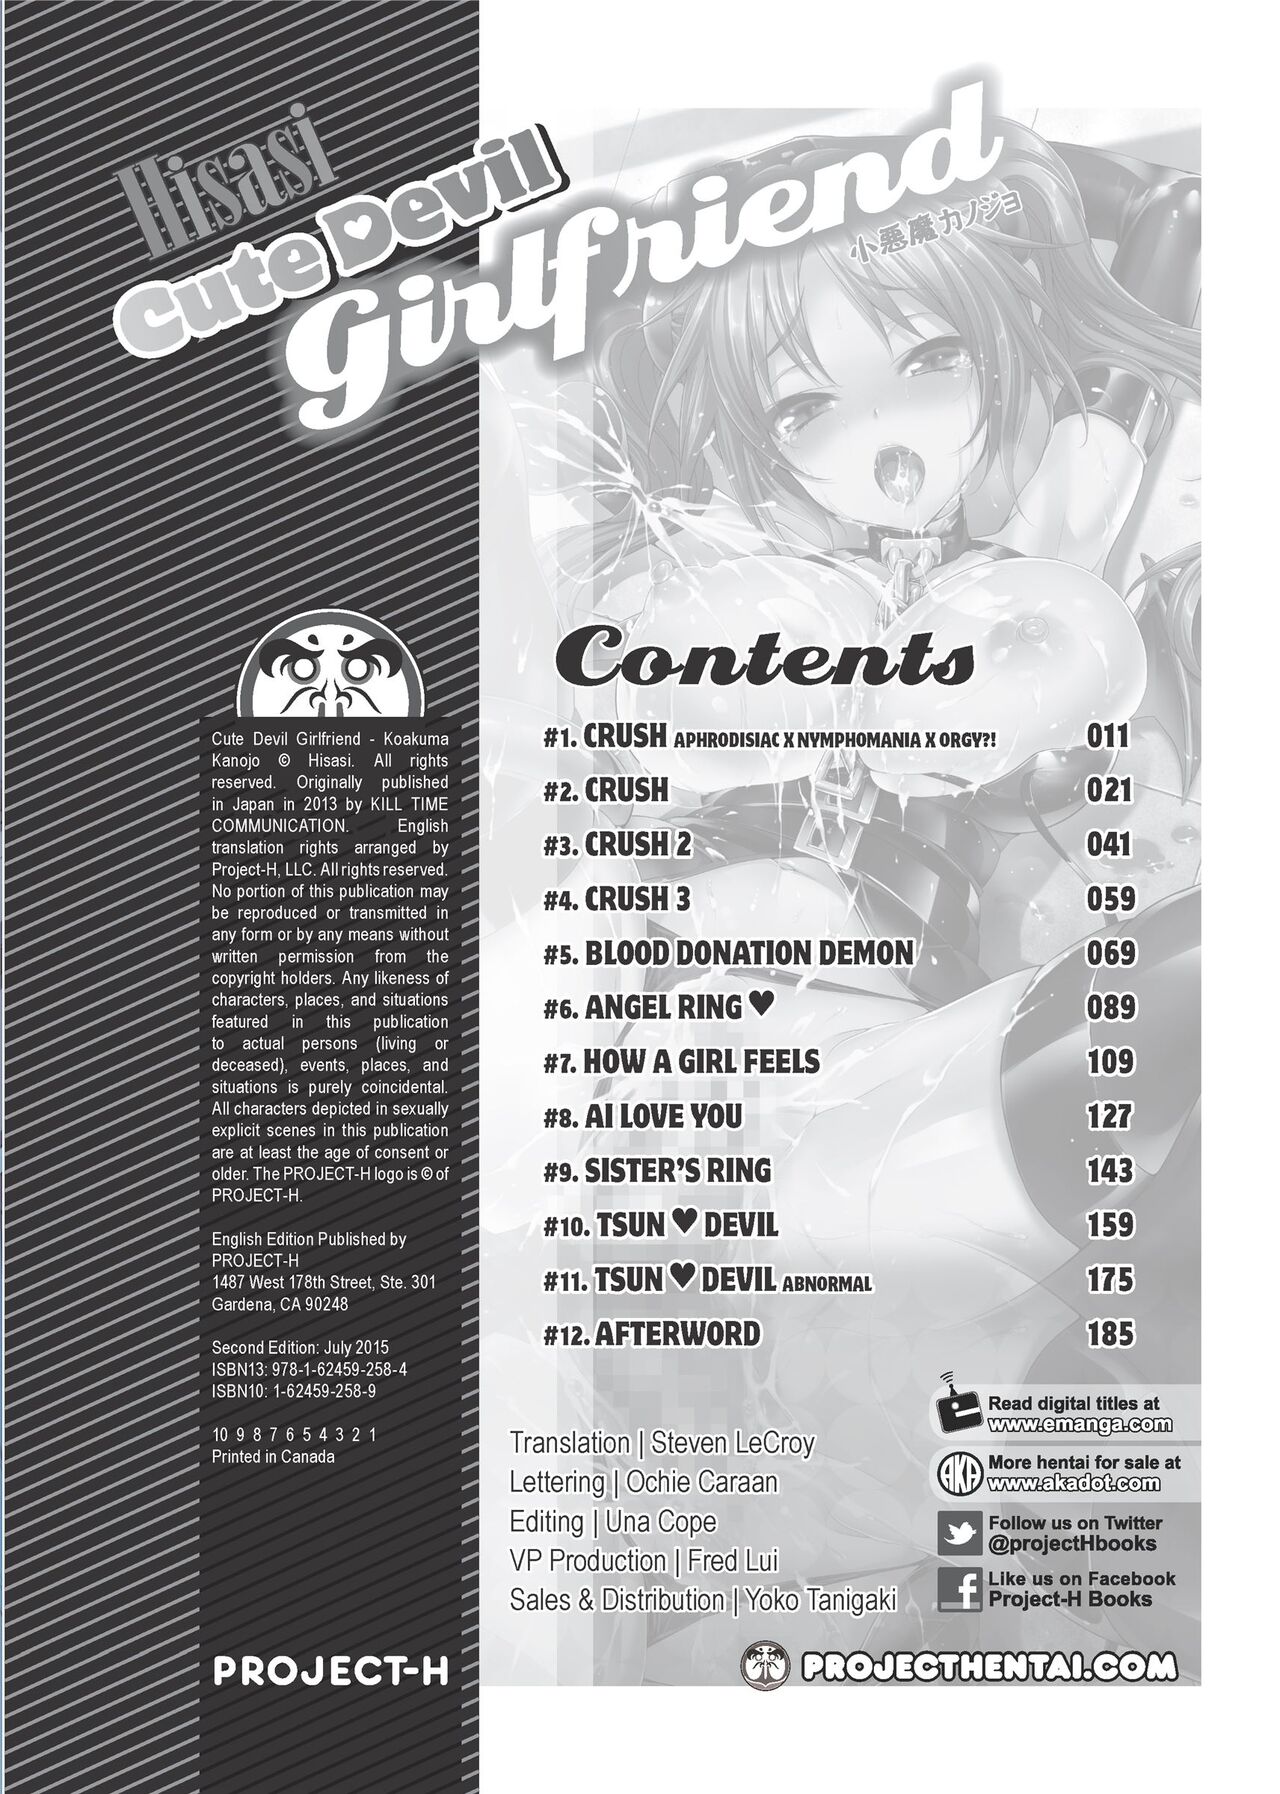 Hisasi
Cute Devil
Girlfriend
小悪魔カノジョ
Contents
#1. CRUSH APHRODISIAC X NYMPHOMANIA X ORGY?! 011
#2. CRUSH 021
#3. CRUSH 2 041
#4. CRUSH 3 059
#5. BLOOD DONATION DEMON 069
#6. ANGEL RING ♥ 089
#7. HOW A GIRL FEELS 109
#8. AI LOVE YOU 127
#9. SISTER'S RING 143
#10. TSUN ♥ DEVIL 159
#11. TSUN ♥ DEVIL ABNORMAL 175
#12. AFTERWORD 185
Cute Devil Girlfriend - Koakuma
Kanojo © Hisasi. All rights
reserved. Originally published
in Japan in 2013 by KILL TIME
COMMUNICATION. English
translation rights arranged by
Project-H, LLC. All rights reserved.
No portion of this publication may
be reproduced or transmitted in
any form or by any means without
written permission from the
copyright holders. Any likeness of
characters, places, and situations
featured in this publication
to actual persons (living or
deceased), events, places, and
situations is purely coincidental.
All characters depicted in sexually
explicit scenes in this publication
are at least the age of consent or
older. The PROJECT-H logo is © of
PROJECT-H.
English Edition Published by
PROJECT-H
1487 West 178th Street, Ste. 301
Gardena, CA 90248
Second Edition: July 2015
ISBN13: 978-1-62459-258-4
ISBN10: 1-62459-258-9
10 9 8 7 6 5 4 3 2 1
Printed in Canada
PROJECT-H
Translation | Steven LeCroy
Lettering | Ochie Caraan
Editing | Una Cope
VP Production | Fred Lui
Sales & Distribution | Yoko Tanigaki
Read digital titles at
www.emanga.com
AKA
More hentai for sale at
www.akadot.com
Follow us on Twitter
@projectHbooks
f
Like us on Facebook
Project-H Books
PROJECTHENTAI.COM